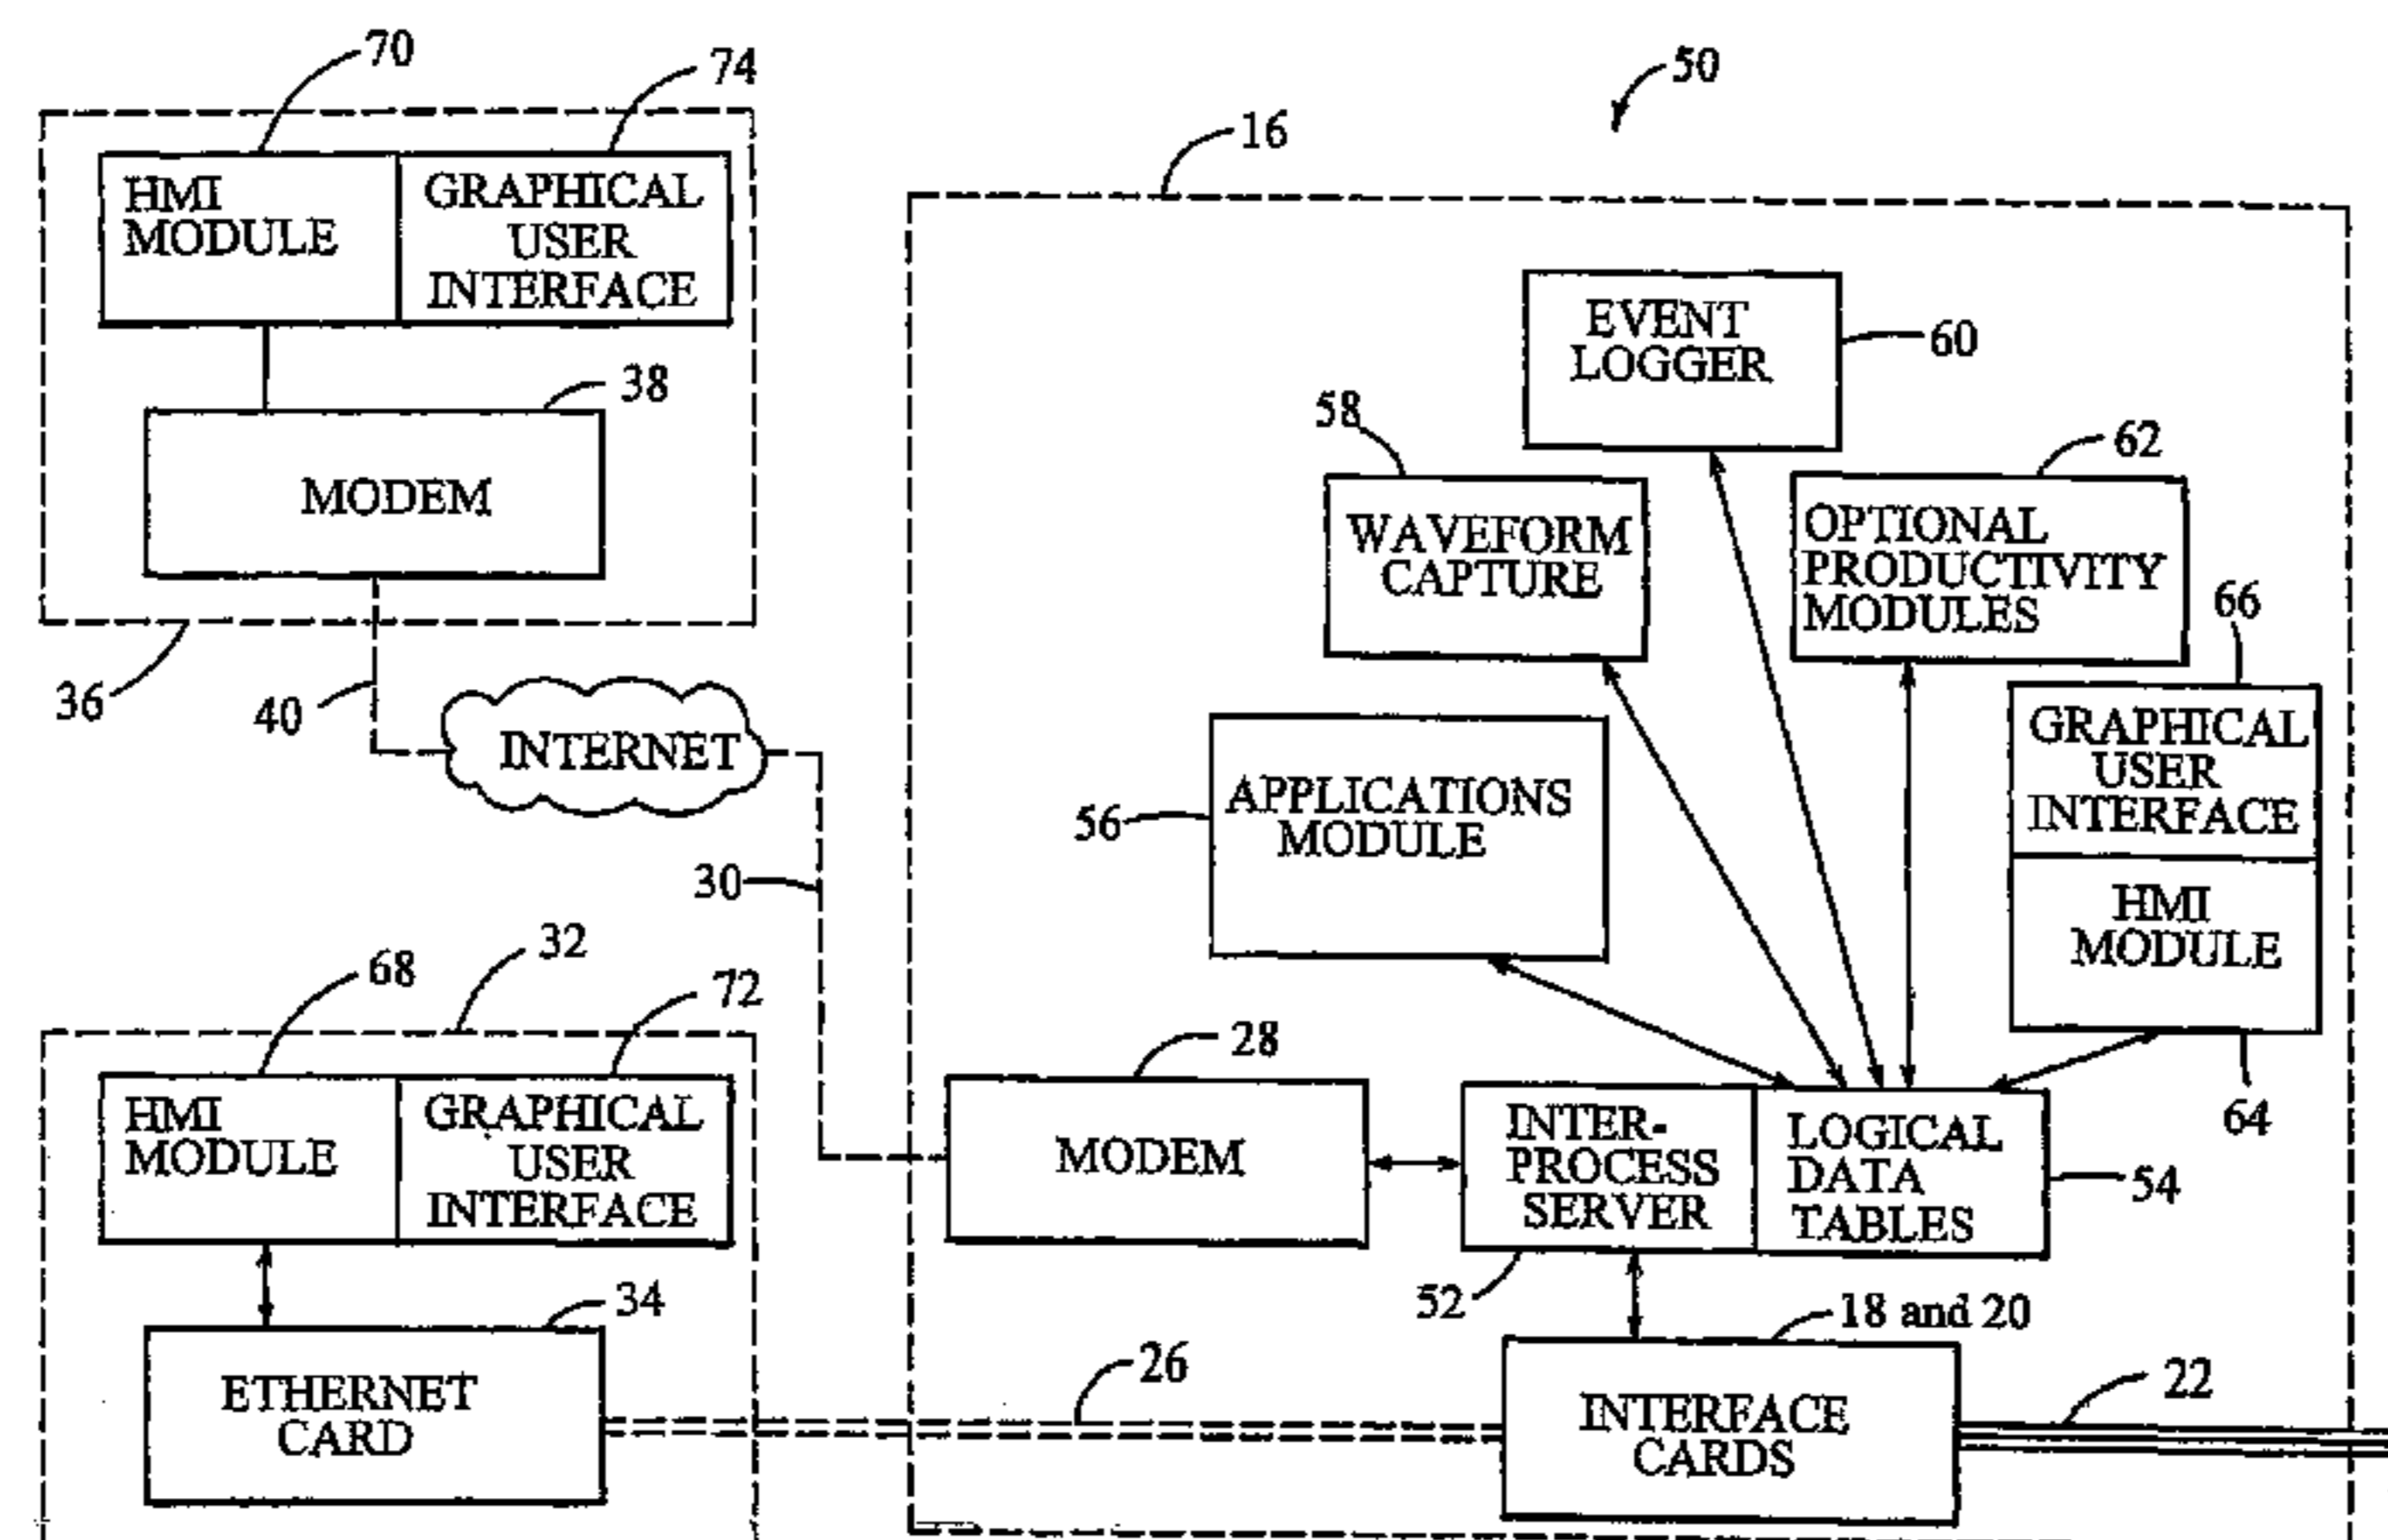 70
74
50
16
HMI
MODULE
GRAPHICAL
USER
INTERFACE
38
MODEM
36
40
INTERNET
30
EVENT
LOGGER
60
58
WAVEFORM
CAPTURE
62
OPTIONAL
PRODUCTIVITY
MODULES
66
GRAPHICAL
USER
INTERFACE
HMI
MODULE
64
56
APPLICATIONS
MODULE
32
68
72
HMI
MODULE
GRAPHICAL
USER
INTERFACE
34
ETHERNET
CARD
28
MODEM
INTER-
PROCESS
SERVER
LOGICAL
DATA
TABLES
54
52
18 and 20
26
INTERFACE
CARDS
22